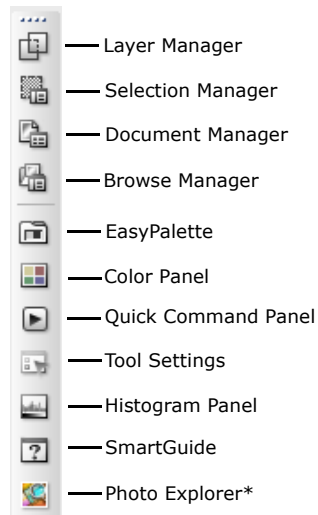 Layer Manager
Selection Manager
Document Manager
Browse Manager
EasyPalette
Color Panel
Quick Command Panel
Tool Settings
Histogram Panel
?
SmartGuide
Photo Explorer*